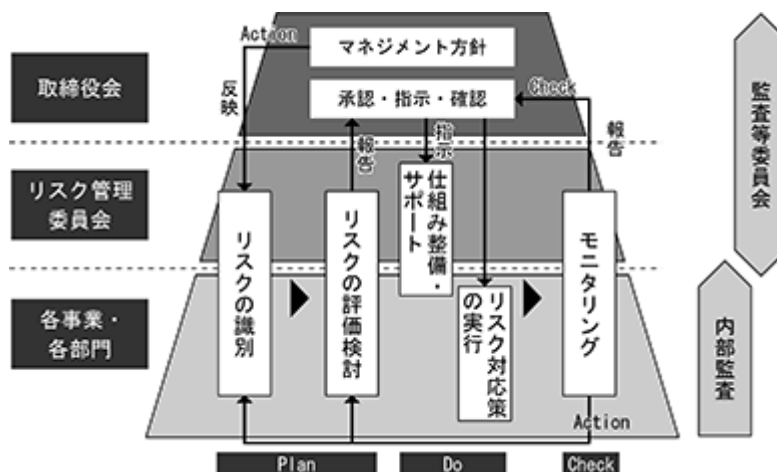 Action
マネジメント方針
取締役会
反映
承認・指示・確認
Check
報告
指示
報告
監査等委員会
リスク管理
委員会
リスクの識別
リスクの評価検討
仕組み整備・
サポート
モニタリング
各事業・
各部門
リスク対応策
の実行
内部監査
Action
Plan
Do
Check